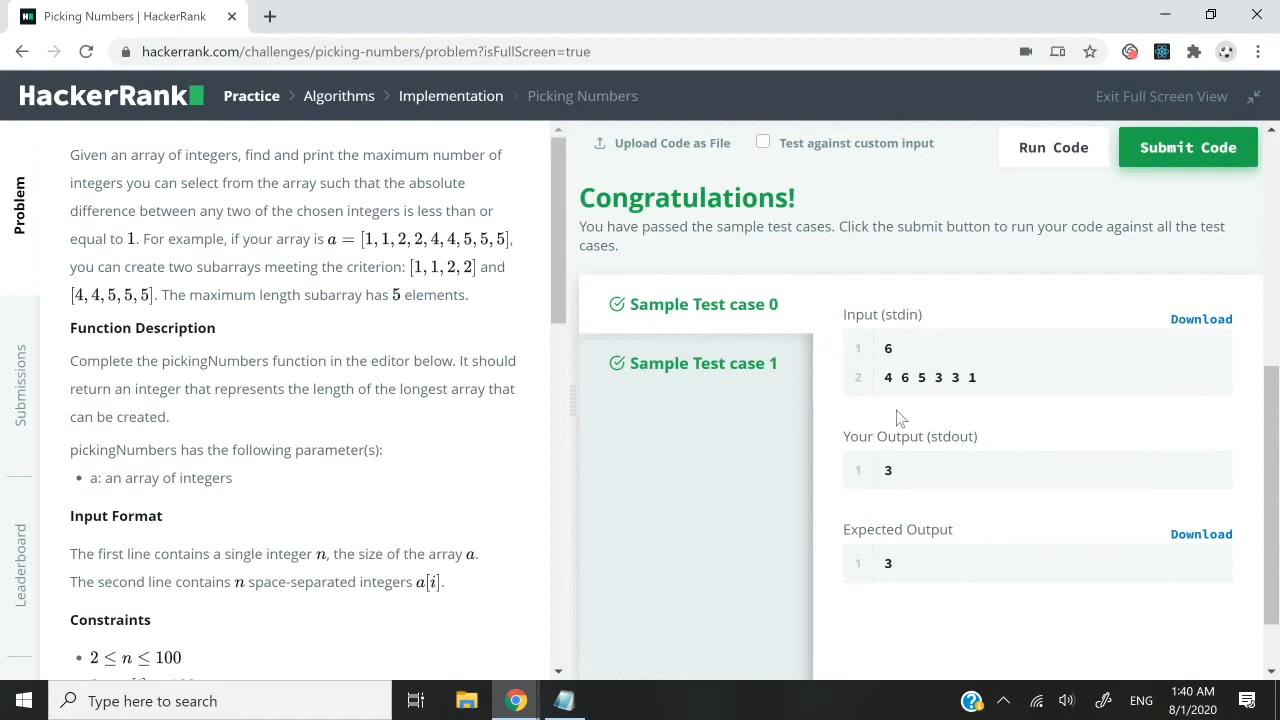 Picking Numbers | HackerRank
hackerrank.com/challenges/picking-numbers/problem?isFullScreen=true
HackerRank
Practice > Algorithms > Implementation > Picking Numbers
Exit Full Screen View
Problem
Submissions
Leaderboard
Given an array of integers, find and print the maximum number of
integers you can select from the array such that the absolute
difference between any two of the chosen integers is less than or
equal to 1. For example, if your array is a = [1, 1, 2, 2, 4, 4, 5, 5, 5],
you can create two subarrays meeting the criterion: [1, 1, 2, 2] and
[4, 4, 5, 5, 5]. The maximum length subarray has 5 elements.
Function Description
Complete the pickingNumbers function in the editor below. It should
return an integer that represents the length of the longest array that
can be created.
pickingNumbers has the following parameter(s):
• a: an array of integers
Input Format
The first line contains a single integer n, the size of the array a.
The second line contains n space-separated integers a[i].
Constraints
• 2 ≤ n ≤ 100
Upload Code as File
Test against custom input
Run Code
Submit Code
Congratulations!
You have passed the sample test cases. Click the submit button to run your code against all the test
cases.
Sample Test case 0
Sample Test case 1
Input (stdin)
Download
1 6
2 4 6 5 3 3 1
Your Output (stdout)
1 3
Expected Output
Download
1 3
Type here to search
ENG
1:40 AM
8/1/2020